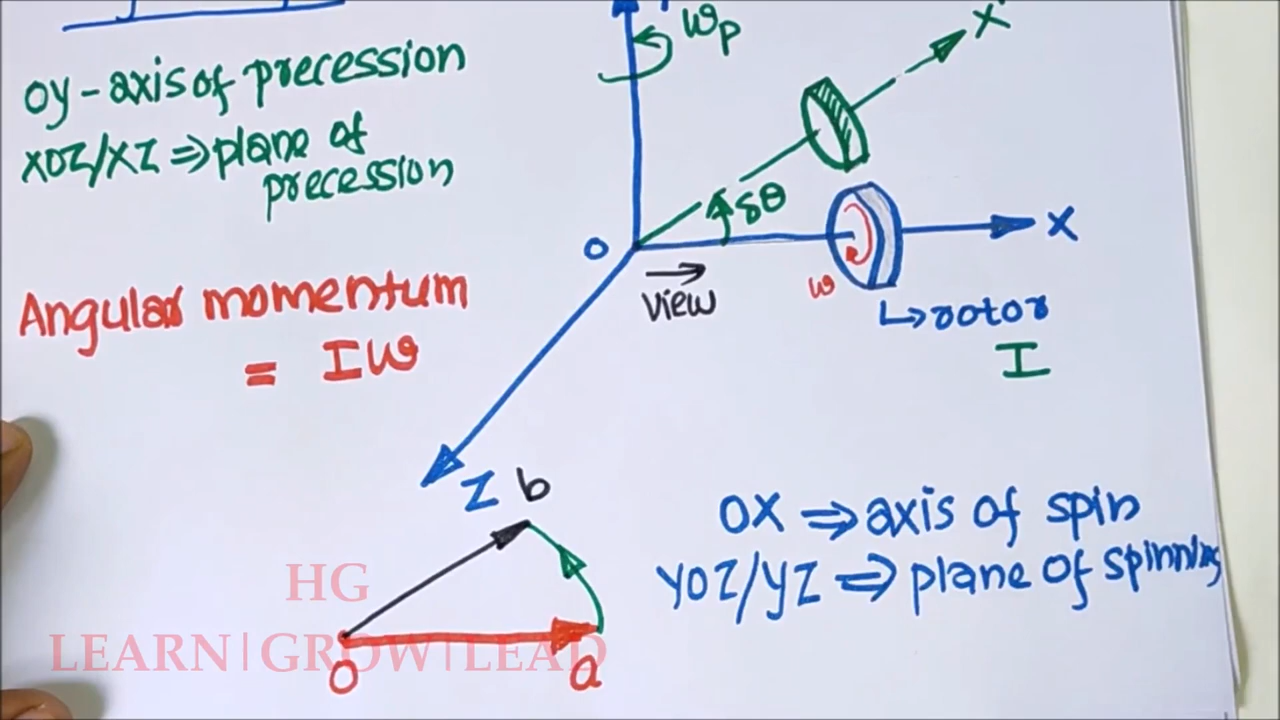 ωp
X'
oy - axis of precession
XOZ/XZ ⇒ plane of
precession
δθ
X
O
View
ω
↳ rotor
I
Angular momentum
= Iω
Z
b
OX ⇒ axis of spin
YOZ/YZ ⇒ plane of spinning
HG
LEARN|GROW|LEAD
o
a